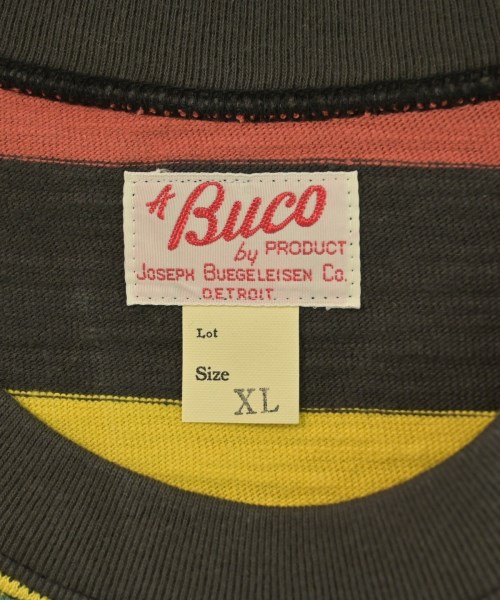 A Buco
by PRODUCT
JOSEPH BUEGELEISEN CO.
DETROIT.
Lot
Size XL